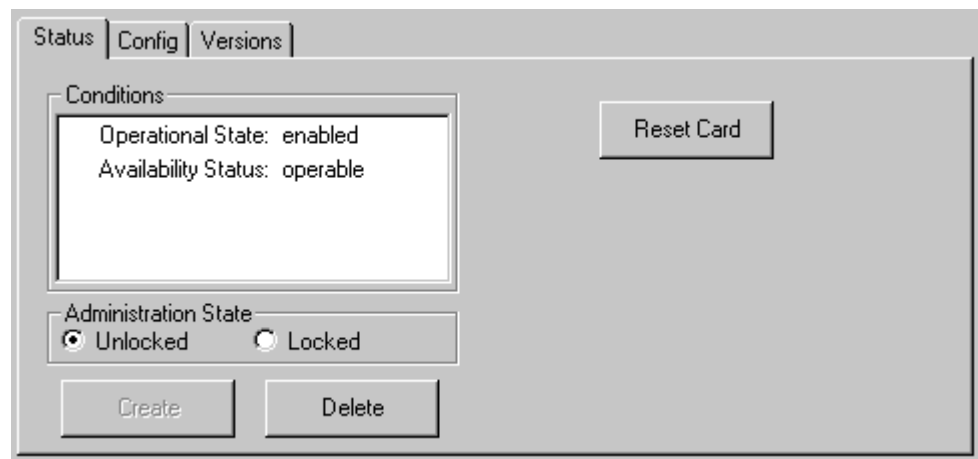 Status Config Versions
Conditions
Operational State: enabled
Availability Status: operable
Reset Card
Administration State
Unlocked Locked
Create Delete